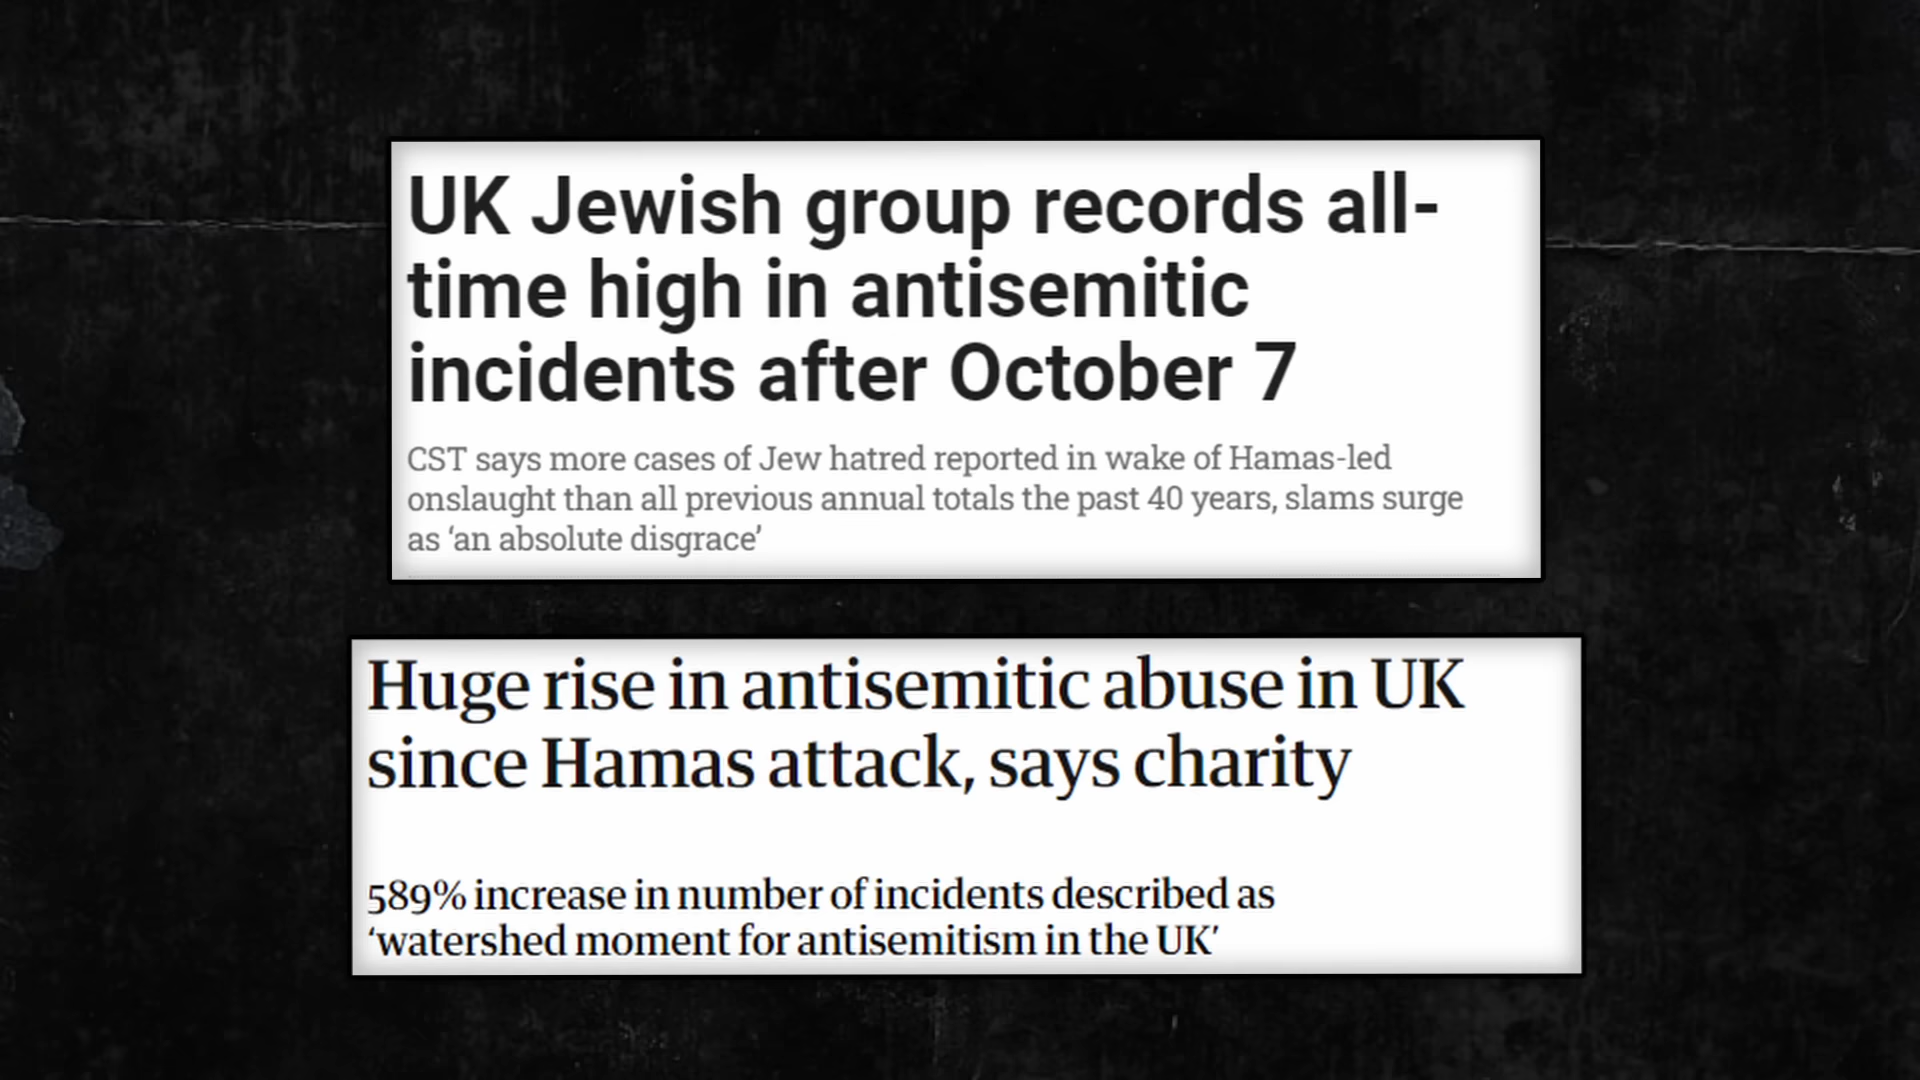 UK Jewish group records all-
time high in antisemitic
incidents after October 7
CST says more cases of Jew hatred reported in wake of Hamas-led
onslaught than all previous annual totals the past 40 years, slams surge
as ‘an absolute disgrace’
Huge rise in antisemitic abuse in UK
since Hamas attack, says charity
589% increase in number of incidents described as
‘watershed moment for antisemitism in the UK’